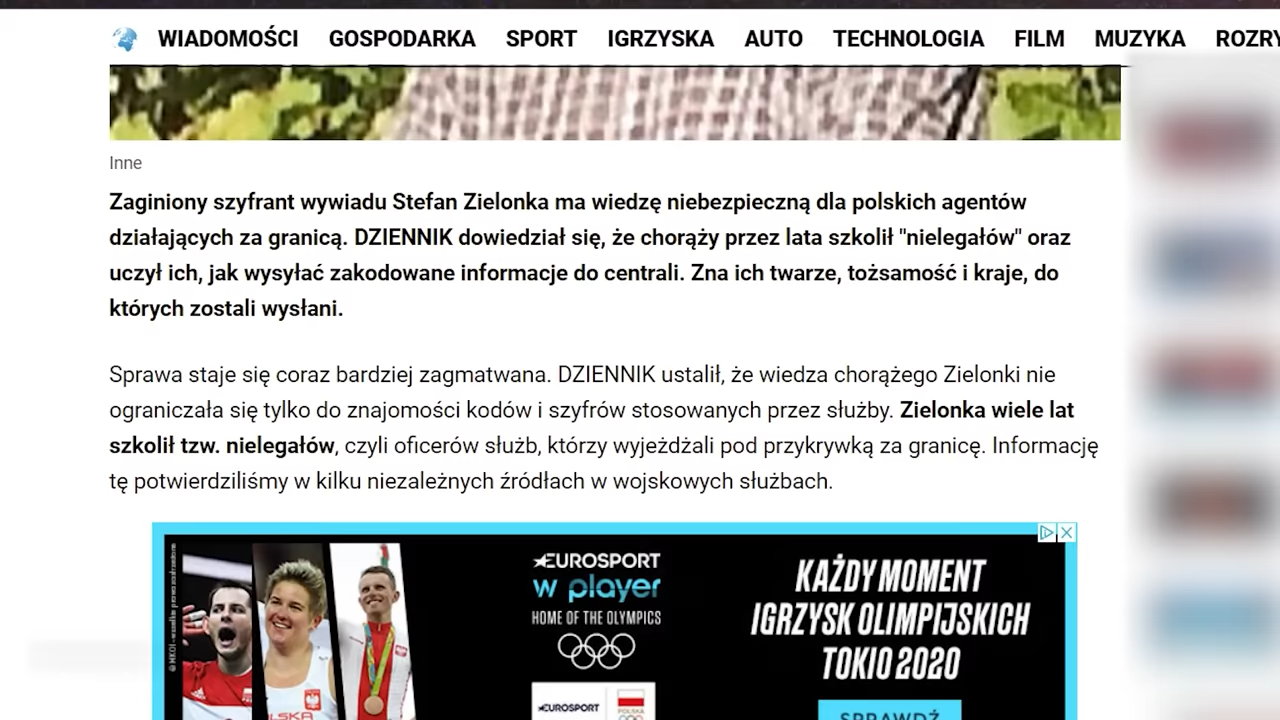 WIADOMOŚCI GOSPODARKA SPORT IGRZYSKA AUTO TECHNOLOGIA FILM MUZYKA ROZRY
Inne
Zaginiony szyfrant wywiadu Stefan Zielonka ma wiedzę niebezpieczną dla polskich agentów
działających za granicą. DZIENNIK dowiedział się, że chorąży przez lata szkolił "nielegałów" oraz
uczył ich, jak wysyłać zakodowane informacje do centrali. Zna ich twarze, tożsamość i kraje, do
których zostali wysłani.
Sprawa staje się coraz bardziej zagmatwana. DZIENNIK ustalił, że wiedza chorążego Zielonki nie
ograniczała się tylko do znajomości kodów i szyfrów stosowanych przez służby. Zielonka wiele lat
szkolił tzw. nielegałów, czyli oficerów służb, którzy wyjeżdżali pod przykrywką za granicę. Informację
tę potwierdziliśmy w kilku niezależnych źródłach w wojskowych służbach.
EUROSPORT
w player
HOME OF THE OLYMPICS
EUROSPORT
POLSKA
KAŻDY MOMENT
IGRZYSK OLIMPIJSKICH
TOKIO 2020
SPRAWDŹ